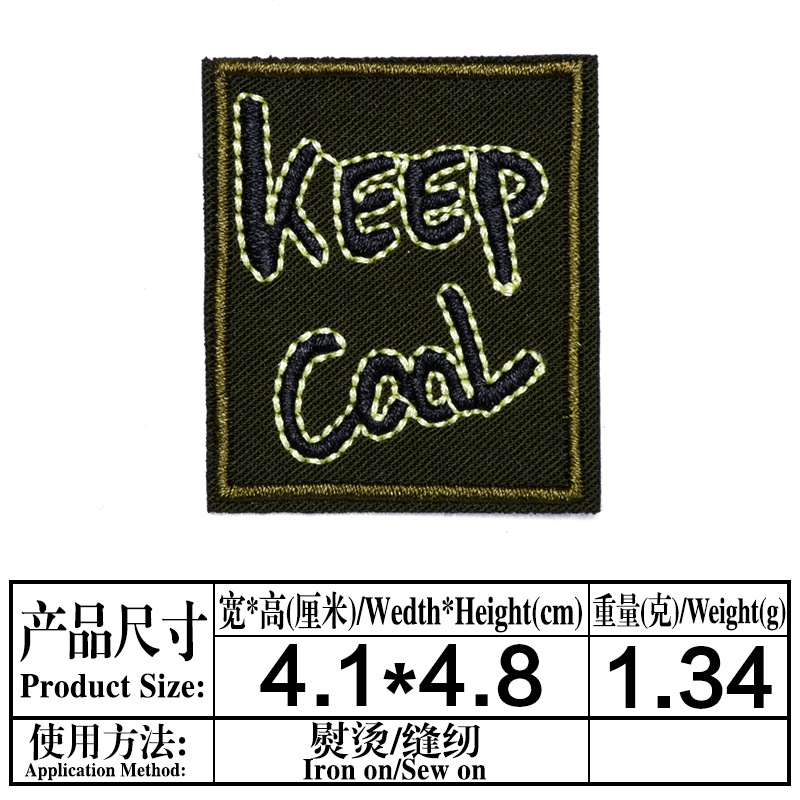 KEEP
COOL
产品尺寸
Product Size:
宽*高(厘米)/Wedth*Height(cm)
重量(克)/Weight(g)
4.1*4.8
1.34
使用方法:
Application Method:
熨烫/缝纫
Iron on/Sew on